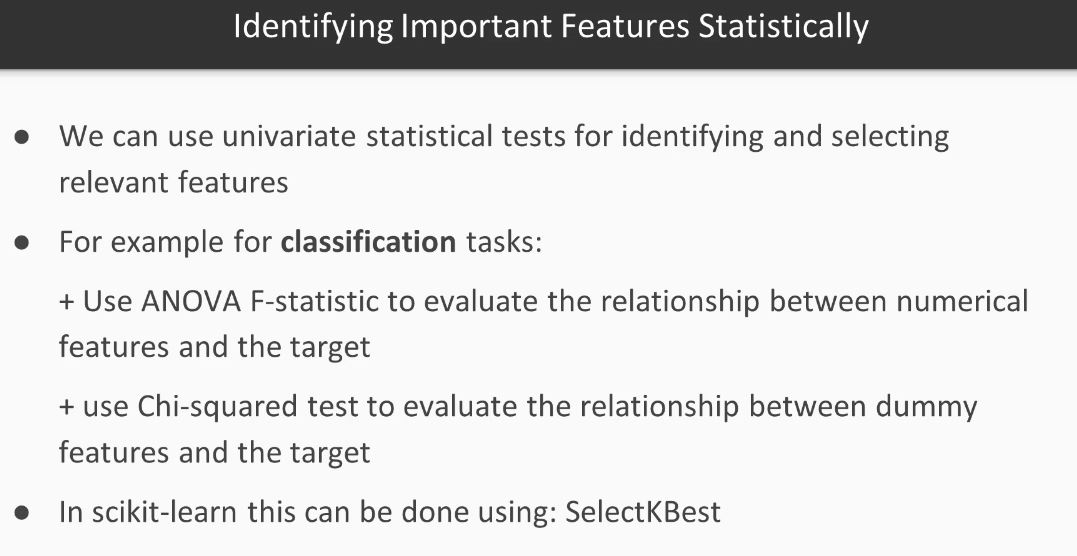 Identifying Important Features Statistically
● We can use univariate statistical tests for identifying and selecting
relevant features
● For example for classification tasks:
+ Use ANOVA F-statistic to evaluate the relationship between numerical
features and the target
+ use Chi-squared test to evaluate the relationship between dummy
features and the target
● In scikit-learn this can be done using: SelectKBest